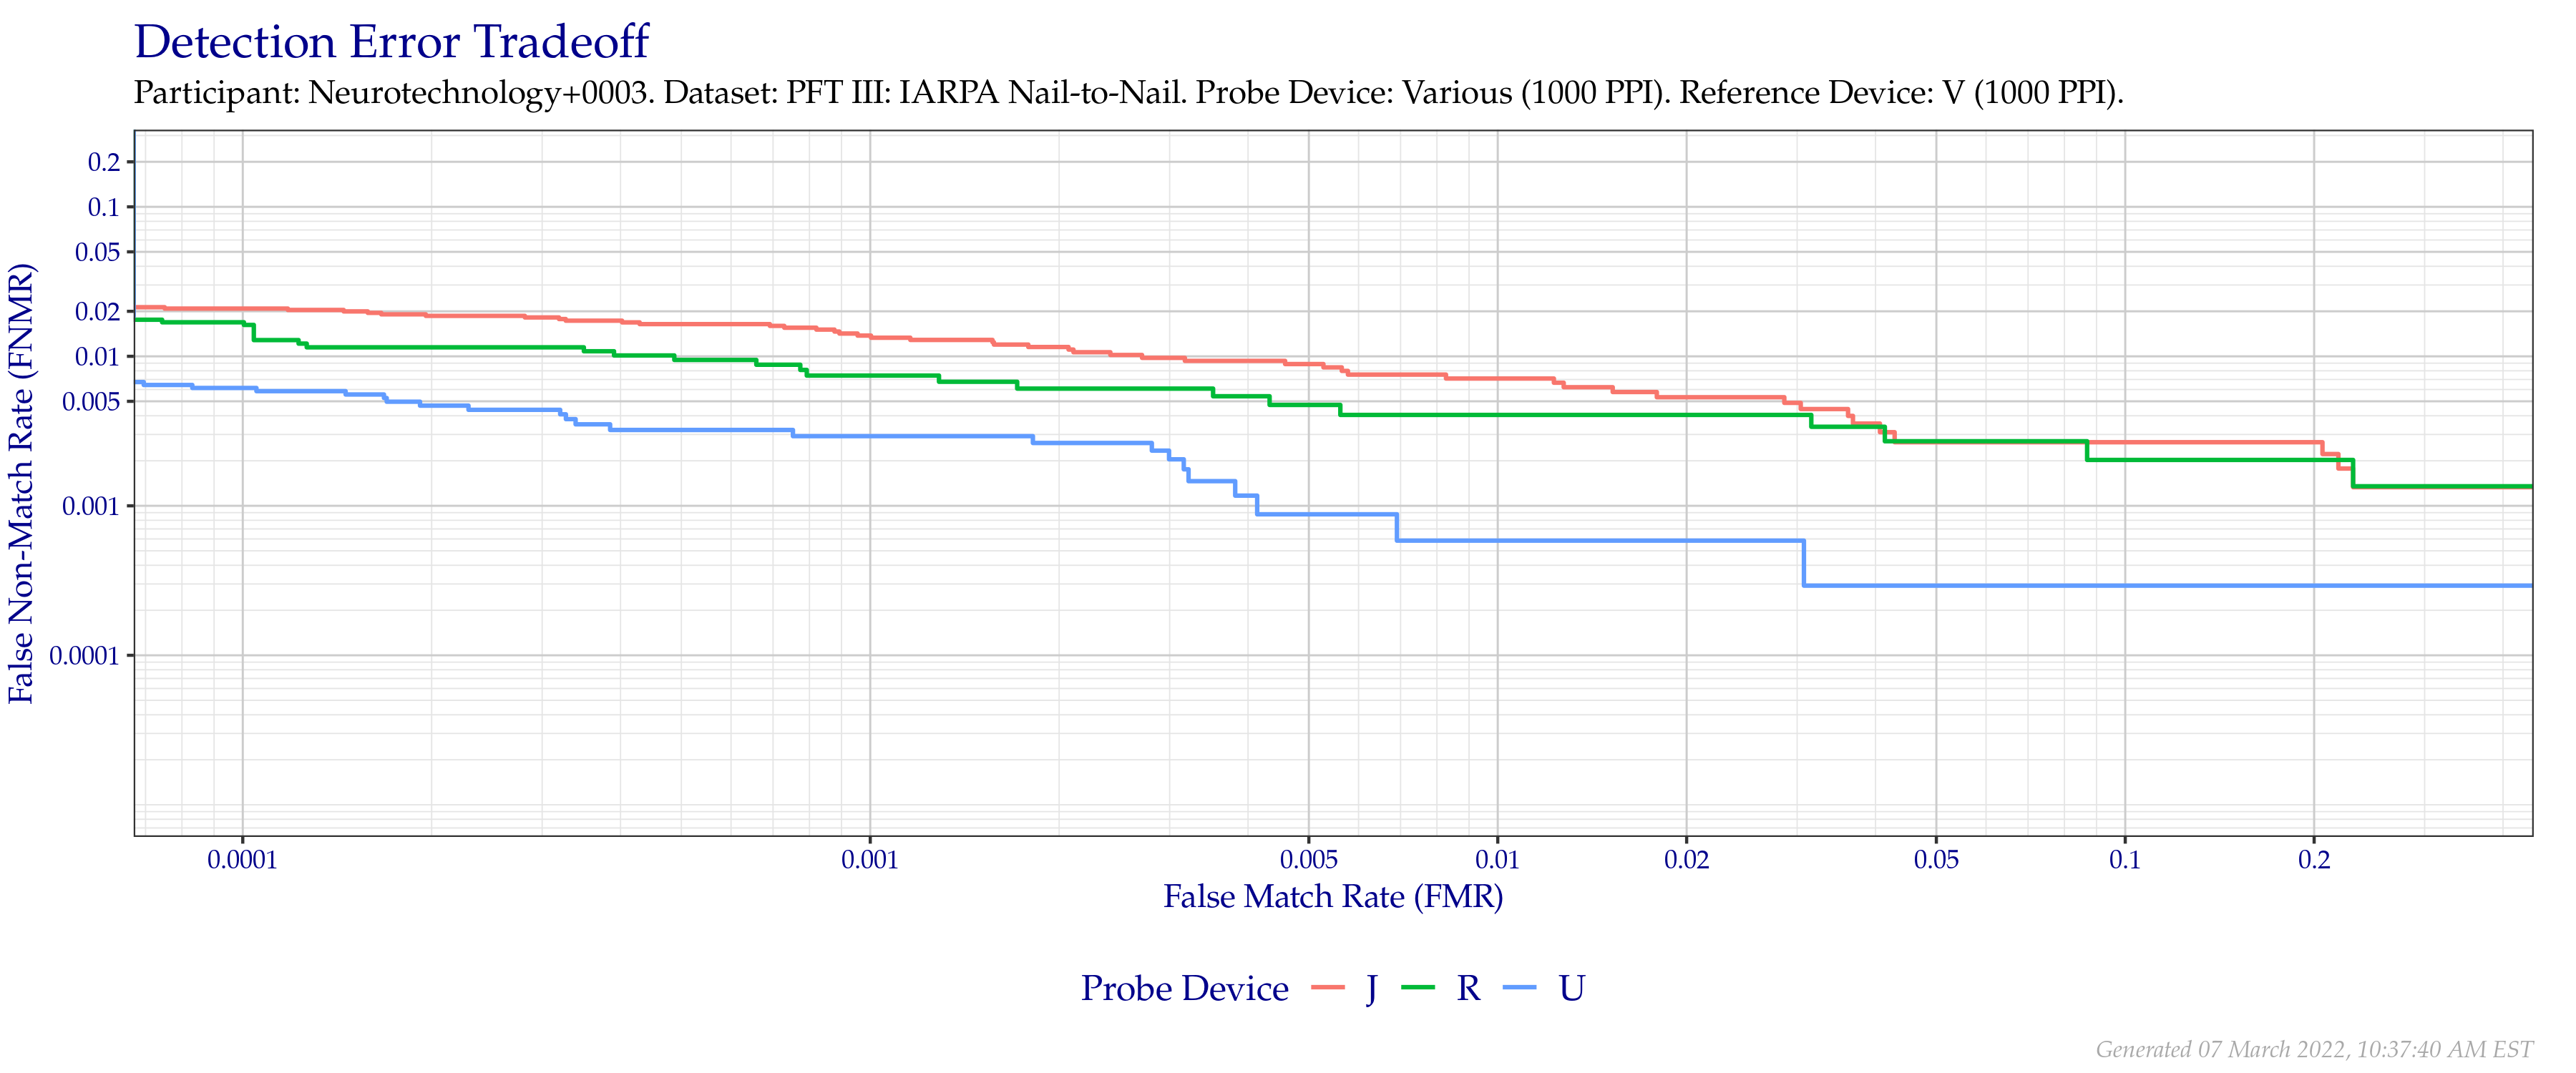 Detection Error Tradeoff
Participant: Neurotechnology+0003. Dataset: PFT III: IARPA Nail-to-Nail. Probe Device: Various (1000 PPI). Reference Device: V (1000 PPI).
False Non-Match Rate (FNMR)
0.2
0.1
0.05
0.02
0.01
0.005
0.001
0.0001
0.0001 0.001 0.005 0.01 0.02 0.05 0.1 0.2
False Match Rate (FMR)
Probe Device J R U
Generated 07 March 2022, 10:37:40 AM EST